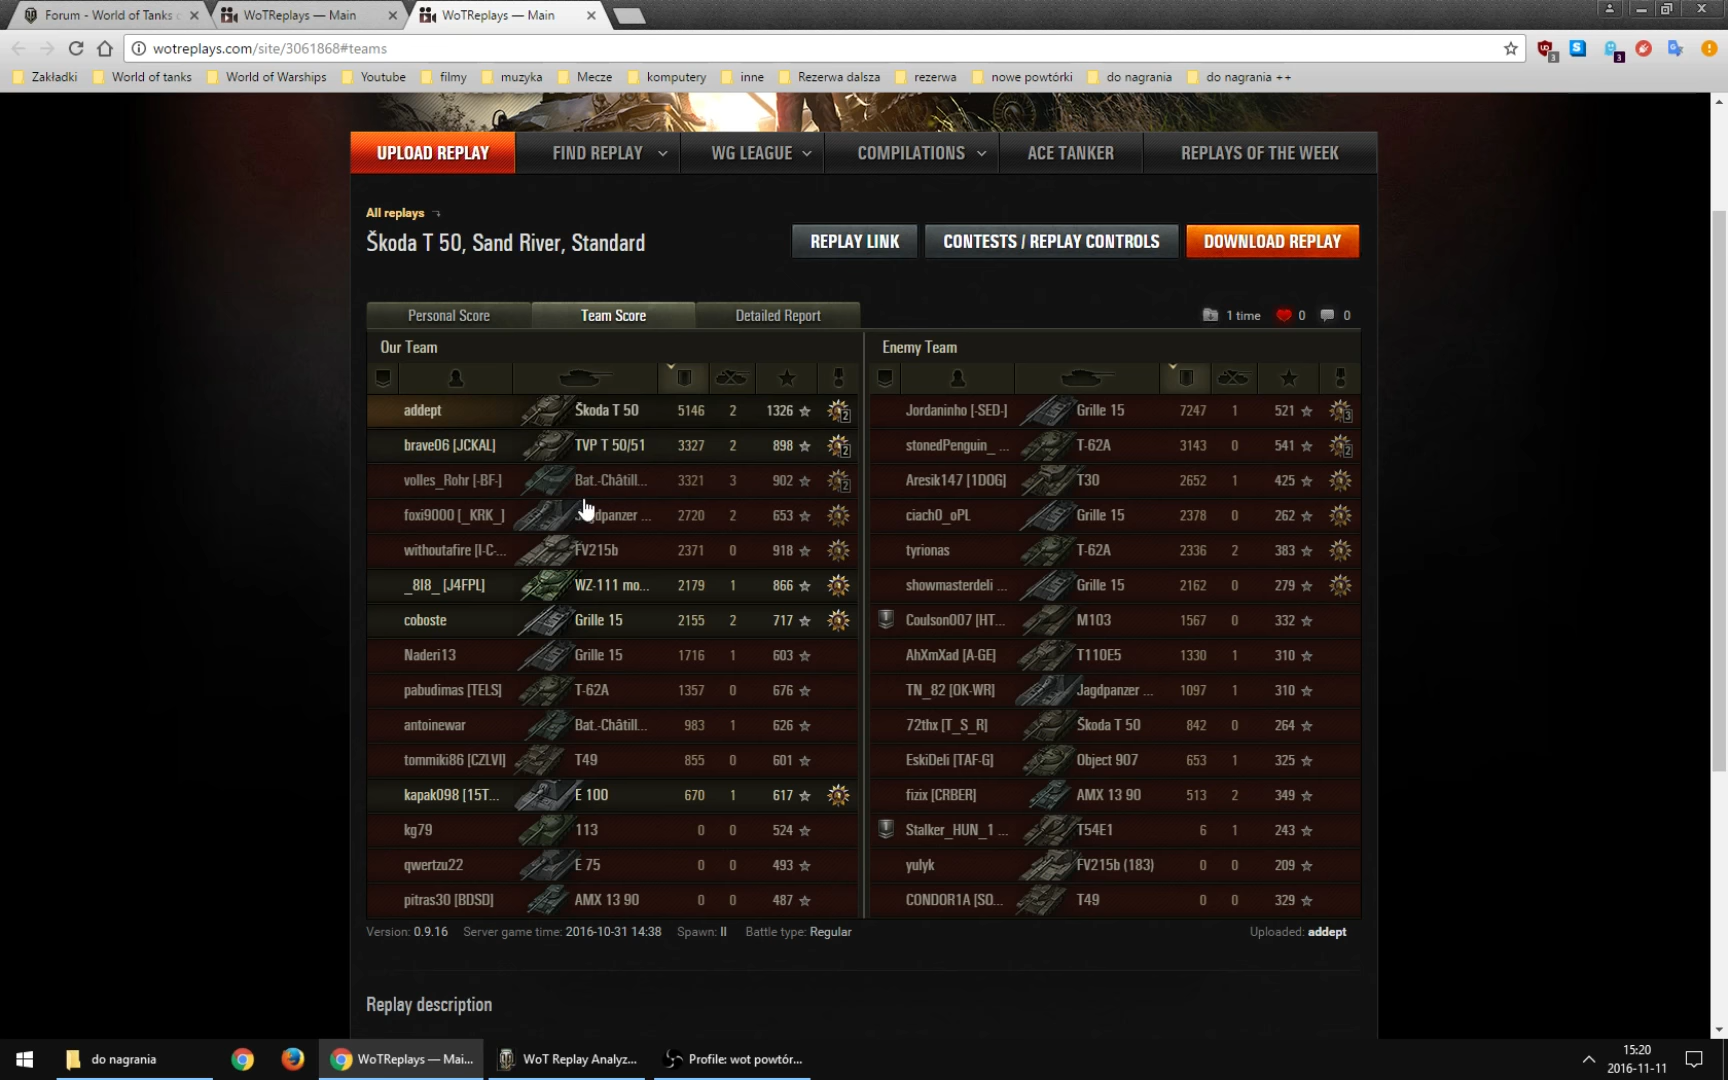 Forum - World of Tanks
WoTReplays — Main
WoTReplays — Main
wotreplays.com/site/3061868#teams
Zakładki World of tanks World of Warships Youtube filmy muzyka Mecze komputery inne Rezerwa dalsza rezerwa nowe powtórki do nagrania do nagrania ++
UPLOAD REPLAY FIND REPLAY WG LEAGUE COMPILATIONS ACE TANKER REPLAYS OF THE WEEK
All replays
Škoda T 50, Sand River, Standard
REPLAY LINK CONTESTS / REPLAY CONTROLS DOWNLOAD REPLAY
Personal Score Team Score Detailed Report 1 time 0 0
Our Team Enemy Team
addept Škoda T 50 5146 2 1326 2 Jordaninho [-SED-] Grille 15 7247 1 521 3
brave06 [JCKAL] TVP T 50/51 3327 2 898 2 stonedPenguin_ ... T-62A 3143 0 541 2
volles_Rohr [-BF-] Bat.-Châtill... 3321 3 902 2 Aresik147 [1DOG] T30 2652 1 425
foxi9000 [_KRK_] Jagdpanzer ... 2720 2 653 ciach0_oPL Grille 15 2378 0 262
withoutafire [I-C-... FV215b 2371 0 918 tyrionas T-62A 2336 2 383
_8I8_ [J4FPL] WZ-111 mo... 2179 1 866 showmasterdeli ... Grille 15 2162 0 279
coboste Grille 15 2155 2 717 Coulson007 [HT... M103 1567 0 332
Naderi13 Grille 15 1716 1 603 AhXmXad [A-GE] T110E5 1330 1 310
pabudimas [TELS] T-62A 1357 0 676 TN_82 [OK-WR] Jagdpanzer ... 1097 1 310
antoinewar Bat.-Châtill... 983 1 626 72thx [T_S_R] Škoda T 50 842 0 264
tommiki86 [CZLVI] T49 855 0 601 EskiDeli [TAF-G] Object 907 653 1 325
kapak098 [15T... E 100 670 1 617 fizix [CRBER] AMX 13 90 513 2 349
kg79 113 0 0 524 Stalker_HUN_1 ... T54E1 6 1 243
qwertzu22 E 75 0 0 493 yulyk FV215b (183) 0 0 209
pitras30 [BDSD] AMX 13 90 0 0 487 CONDOR1A [SO... T49 0 0 329
Version: 0.9.16 Server game time: 2016-10-31 14:38 Spawn: II Battle type: Regular Uploaded: addept
Replay description
do nagrania WoTReplays — Mai... WoT Replay Analyz... Profile: wot powtór... 15:20
2016-11-11